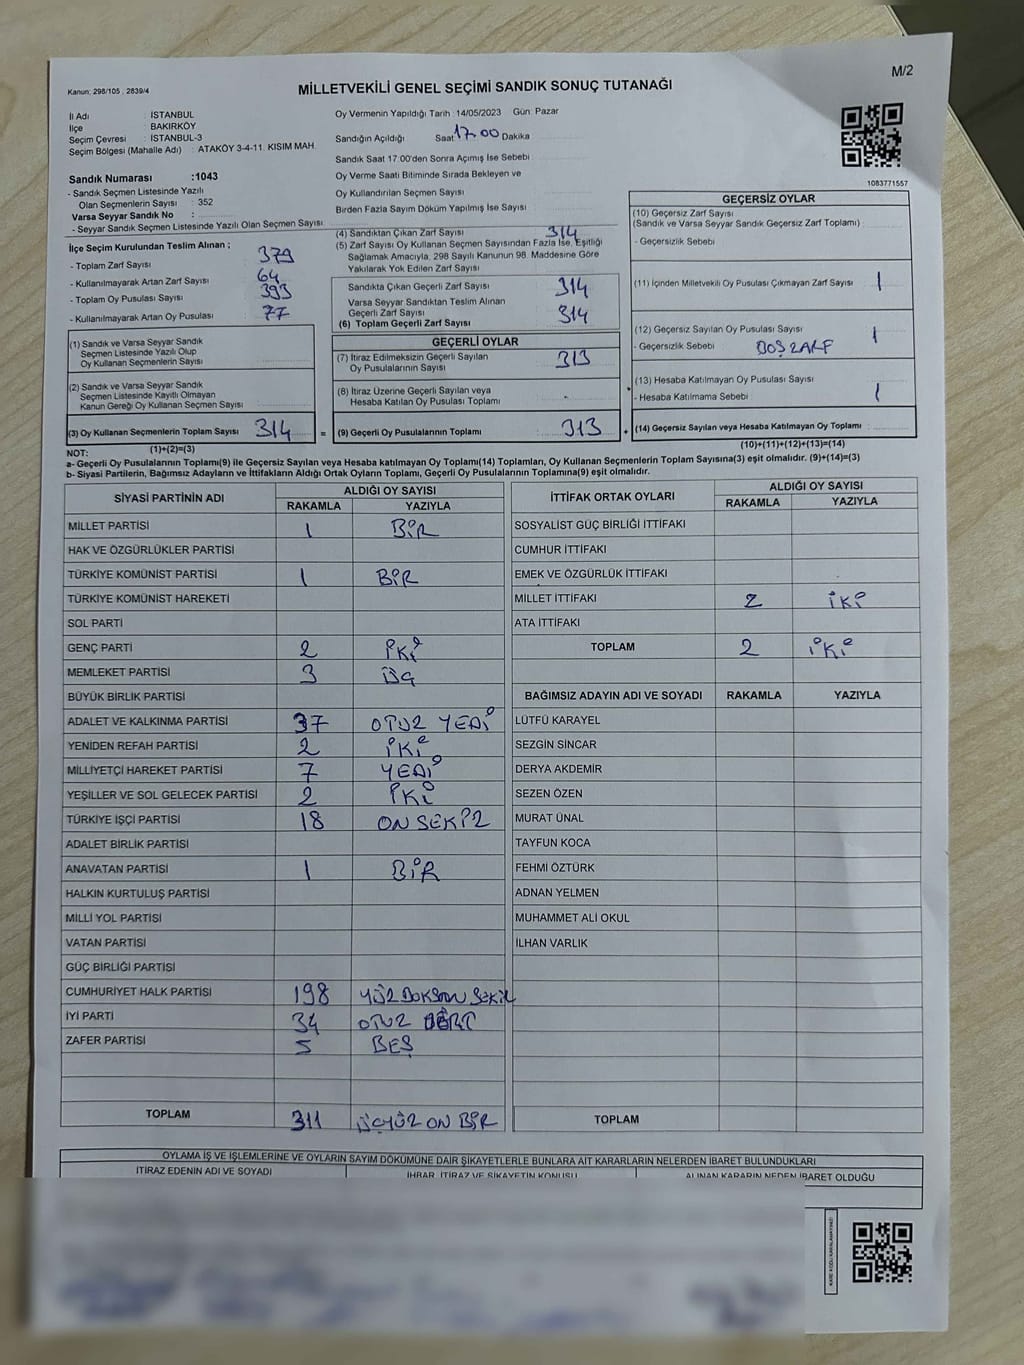 M/2
Kanun: 298/105 , 2839/4
MİLLETVEKİLİ GENEL SEÇİMİ SANDIK SONUÇ TUTANAĞI
İl Adı : İSTANBUL
İlçe : BAKIRKÖY
Seçim Çevresi : İSTANBUL-3
Seçim Bölgesi (Mahalle Adı) : ATAKÖY 3-4-11. KISIM MAH.
Sandık Numarası :1043
- Sandık Seçmen Listesinde Yazılı
Olan Seçmenlerin Sayısı : 352
Varsa Seyyar Sandık No :
- Seyyar Sandık Seçmen Listesinde Yazılı Olan Seçmen Sayısı
Oy Vermenin Yapıldığı Tarih :14/05/2023 Gün: Pazar
Sandığın Açıldığı Saat 17.00 Dakika
Sandık Saat 17.00'den Sonra Açımış İse Sebebi
Oy Verme Saati Bitiminde Sırada Bekleyen ve
Oy Kullandırılan Seçmen Sayısı
Birden Fazla Sayım Döküm Yapılmış İse Sayısı
1083771557
İlçe Seçim Kurulundan Teslim Alınan ;
- Toplam Zarf Sayısı 379
- Kullanılmayarak Artan Zarf Sayısı 64
- Toplam Oy Pusulası Sayısı 393
- Kullanılmayarak Artan Oy Pusulası 77
(1) Sandık ve Varsa Seyyar Sandık
Seçmen Listesinde Yazılı Olup
Oy Kullanan Seçmenlerin Sayısı
(2) Sandık ve Varsa Seyyar Sandık
Seçmen Listesinde Kayıtlı Olmayan
Kanun Gereği Oy Kullanan Seçmen Sayısı
(3) Oy Kullanan Seçmenlerin Toplam Sayısı 314 =
(1)+(2)=(3)
(4) Sandıktan Çıkan Zarf Sayısı 314
(5) Zarf Sayısı Oy Kullanan Seçmen Sayısından Fazla İse, Eşitliği
Sağlamak Amacıyla, 298 Sayılı Kanunun 98. Maddesine Göre
Yakılarak Yok Edilen Zarf Sayısı
Sandıkta Çıkan Geçerli Zarf Sayısı 314
Varsa Seyyar Sandıktan Teslim Alınan
Geçerli Zarf Sayısı 314
(6) Toplam Geçerli Zarf Sayısı
GEÇERLİ OYLAR
(7) İtiraz Edilmeksizin Geçerli Sayılan
Oy Pusulalarının Sayısı 313
(8) İtiraz Üzerine Geçerli Sayılan veya
Hesaba Katılan Oy Pusulası Toplamı
(9) Geçerli Oy Pusulalarının Toplamı 313 +
GEÇERSİZ OYLAR
(10) Geçersiz Zarf Sayısı
(Sandık ve Varsa Seyyar Sandık Geçersiz Zarf Toplamı)
- Geçersizlik Sebebi
(11) İçinden Milletvekili Oy Pusulası Çıkmayan Zarf Sayısı 1
(12) Geçersiz Sayılan Oy Pusulası Sayısı 1
- Geçersizlik Sebebi BOŞ ZARF
(13) Hesaba Katılmayan Oy Pusulası Sayısı
- Hesaba Katılmama Sebebi 1
(14) Geçersiz Sayılan veya Hesaba Katılmayan Oy Toplamı :
(10)+(11)+(12)+(13)=(14)
NOT:
a- Geçerli Oy Pusulalarının Toplamı(9) ile Geçersiz Sayılan veya Hesaba katılmayan Oy Toplamı(14) Toplamları, Oy Kullanan Seçmenlerin Toplam Sayısına(3) eşit olmalıdır. (9)+(14)=(3)
b- Siyasi Partilerin, Bağımsız Adayların ve İttifakların Aldığı Ortak Oyların Toplamı, Geçerli Oy Pusulalarının Toplamına(9) eşit olmalıdır.
SİYASİ PARTİNİN ADI ALDIĞI OY SAYISI
RAKAMLA YAZIYLA
MİLLET PARTİSİ 1 BİR
HAK VE ÖZGÜRLÜKLER PARTİSİ
TÜRKİYE KOMÜNİST PARTİSİ 1 BİR
TÜRKİYE KOMÜNİST HAREKETİ
SOL PARTİ
GENÇ PARTİ 2 İKİ
MEMLEKET PARTİSİ 3 ÜÇ
BÜYÜK BİRLİK PARTİSİ
ADALET VE KALKINMA PARTİSİ 37 OTUZ YEDİ
YENİDEN REFAH PARTİSİ 2 İKİ
MİLLİYETÇİ HAREKET PARTİSİ 7 YEDİ
YEŞİLLER VE SOL GELECEK PARTİSİ 2 İKİ
TÜRKİYE İŞÇİ PARTİSİ 18 ON SEKİZ
ADALET BİRLİK PARTİSİ
ANAVATAN PARTİSİ 1 BİR
HALKIN KURTULUŞ PARTİSİ
MİLLİ YOL PARTİSİ
VATAN PARTİSİ
GÜÇ BİRLİĞİ PARTİSİ
CUMHURİYET HALK PARTİSİ 198 YÜZ DOKSAN SEKİZ
İYİ PARTİ 34 OTUZ DÖRT
ZAFER PARTİSİ 5 BEŞ
TOPLAM 311 ÜÇYÜZ ON BİR
İTTİFAK ORTAK OYLARI ALDIĞI OY SAYISI
RAKAMLA YAZIYLA
SOSYALİST GÜÇ BİRLİĞİ İTTİFAKI
CUMHUR İTTİFAKI
EMEK VE ÖZGÜRLÜK İTTİFAKI
MİLLET İTTİFAKI 2 İKİ
ATA İTTİFAKI
TOPLAM 2 İKİ
BAĞIMSIZ ADAYIN ADI VE SOYADI RAKAMLA YAZIYLA
LÜTFÜ KARAYEL
SEZGİN SİNCAR
DERYA AKDEMİR
SEZEN ÖZEN
MURAT ÜNAL
TAYFUN KOCA
FEHMİ ÖZTÜRK
ADNAN YELMEN
MUHAMMET ALİ OKUL
İLHAN VARLIK
TOPLAM
OYLAMA İŞ VE İŞLEMLERİNE VE OYLARIN SAYIM DÖKÜMÜNE DAİR ŞİKAYETLERLE BUNLARA AİT KARARLARIN NELERDEN İBARET BULUNDUKLARI
İTİRAZ EDENİN ADI VE SOYADI İHBAR, İTİRAZ VE ŞİKAYETİN KONUSU ALINAN KARARIN NEDEN İBARET OLDUĞU